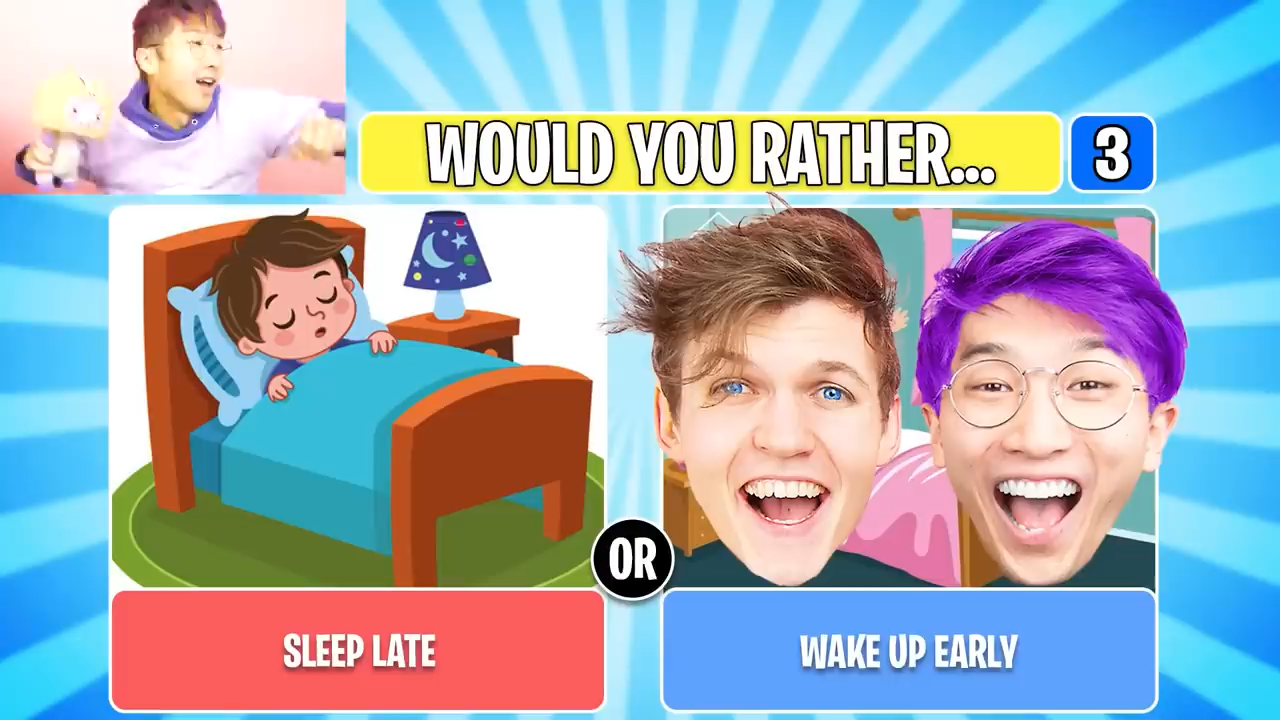 WOULD YOU RATHER...
3
OR
SLEEP LATE
WAKE UP EARLY